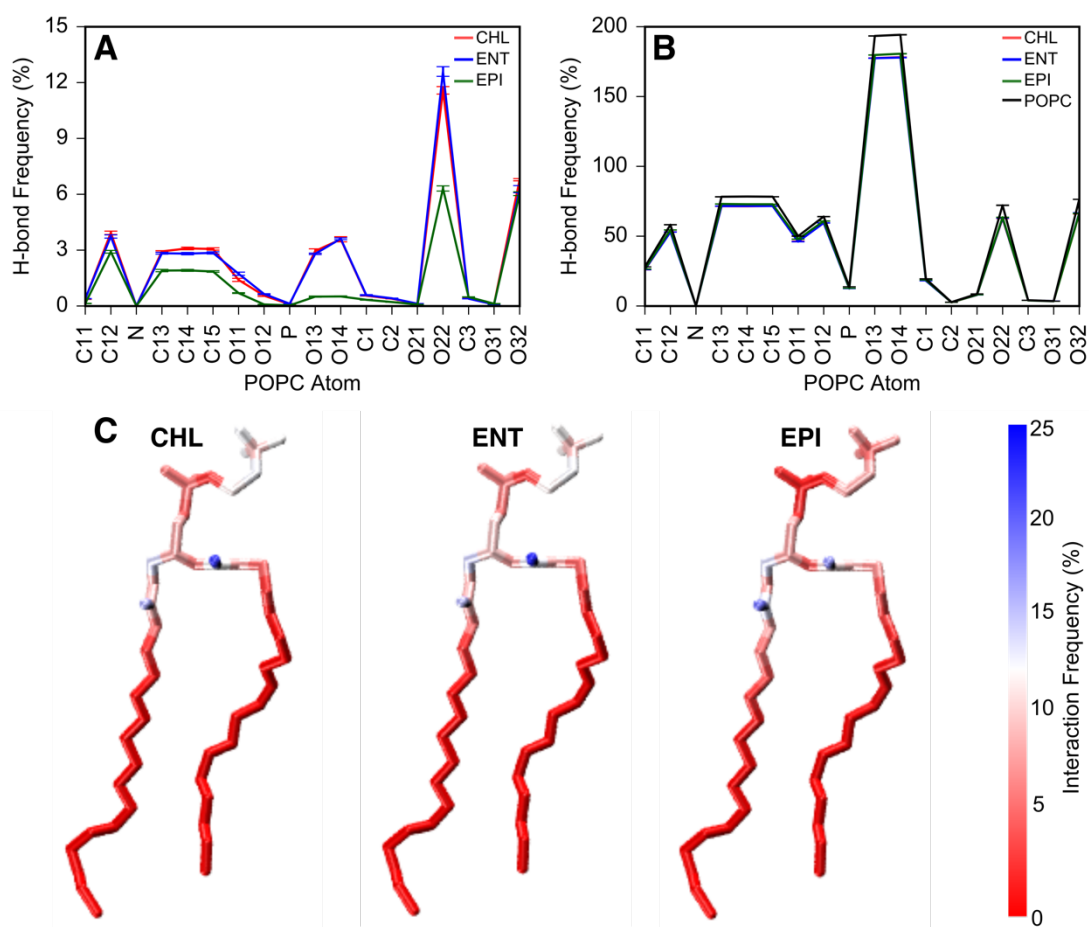 A
H-bond Frequency (%)
15
12
9
6
3
0
CHL
ENT
EPI
C11
C12
N
C13
C14
C15
O11
O12
P
O13
O14
C1
C2
O21
O22
C3
O31
O32
POPC Atom
B
H-bond Frequency (%)
200
150
100
50
0
CHL
ENT
EPI
POPC
C11
C12
N
C13
C14
C15
O11
O12
P
O13
O14
C1
C2
O21
O22
C3
O31
O32
POPC Atom
C
CHL
ENT
EPI
25
20
15
10
5
0
Interaction Frequency (%)